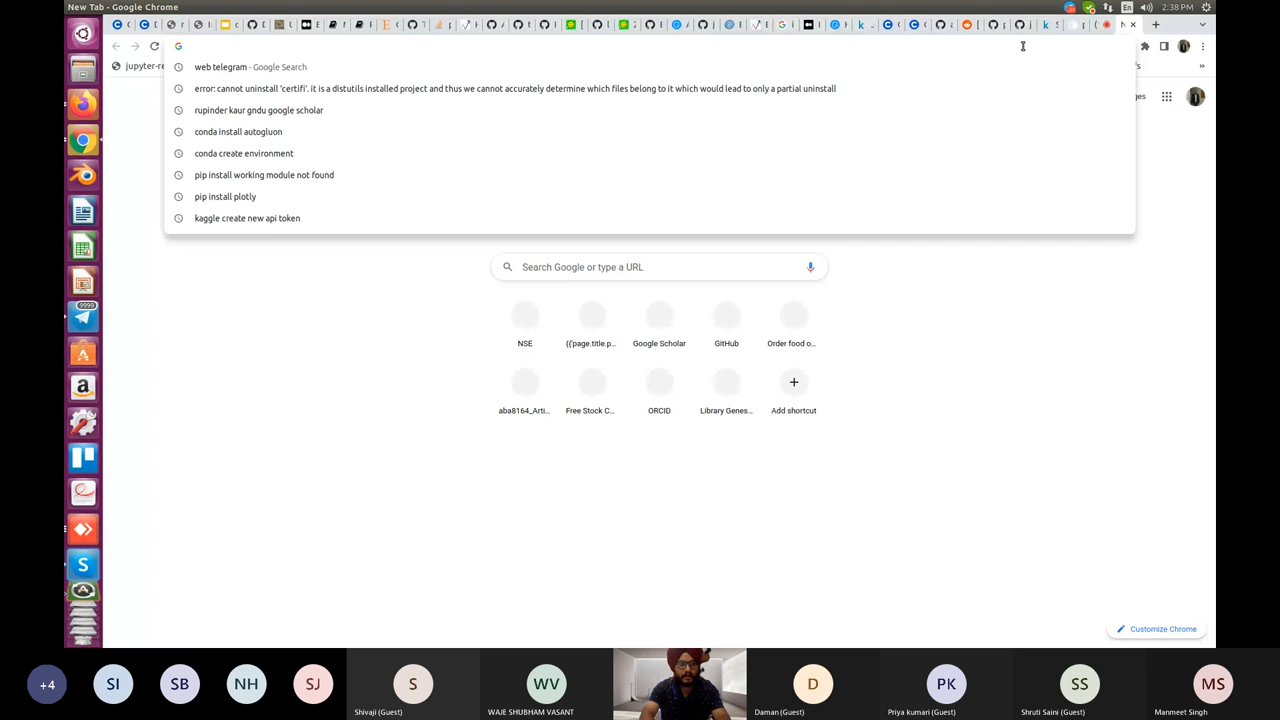 New Tab - Google Chrome
En
2:38 PM
jupyter-re
web telegram - Google Search
error: cannot uninstall 'certifi'. it is a distutils installed project and thus we cannot accurately determine which files belong to it which would lead to only a partial uninstall
rupinder kaur gndu google scholar
conda install autogluon
conda create environment
pip install working module not found
pip install plotly
kaggle create new api token
Search Google or type a URL
NSE
{{'page.title.p...
Google Scholar
GitHub
Order food o...
aba8164_Arti...
Free Stock C...
ORCID
Library Genes...
Add shortcut
Customize Chrome
+4
SI
SB
NH
SJ
S
Shivaji (Guest)
WV
WAJE SHUBHAM VASANT
D
Daman (Guest)
PK
Priya kumari (Guest)
SS
Shruti Saini (Guest)
MS
Manmeet Singh